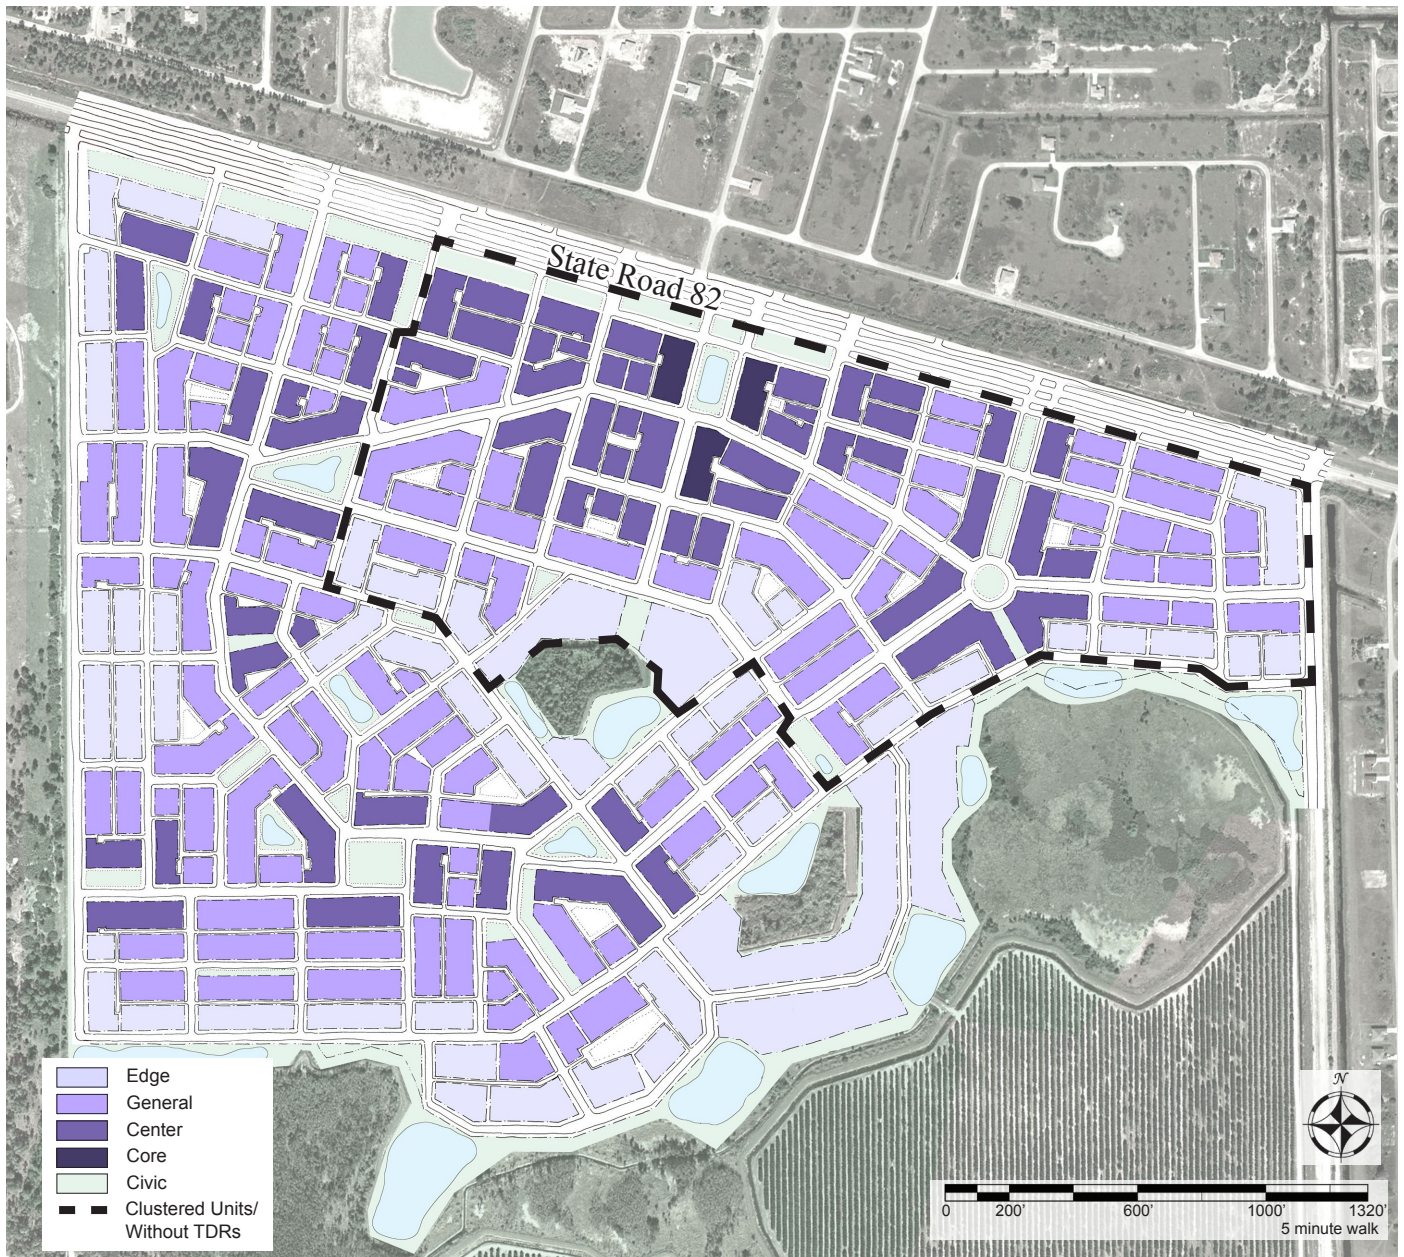 State Road 82
Edge
General
Center
Core
Civic
Clustered Units/
Without TDRs
N
0 200' 600' 1000' 1320'
5 minute walk